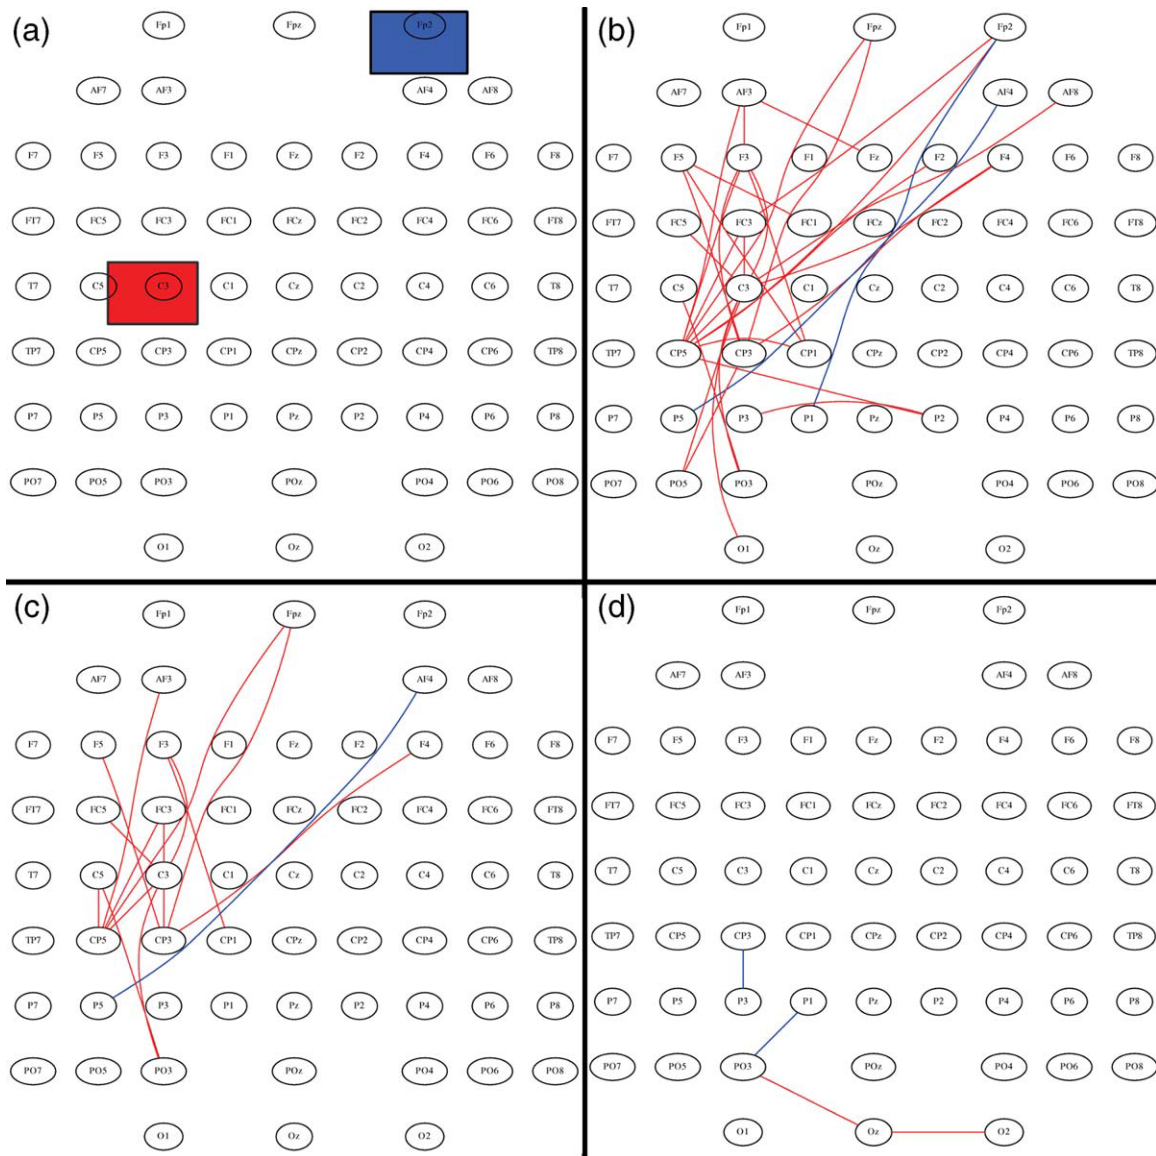 (a) Fp1 Fpz Fp2
AF7 AF3 AF4 AF8
F7 F5 F3 F1 Fz F2 F4 F6 F8
FT7 FC5 FC3 FC1 FCz FC2 FC4 FC6 FT8
T7 C5 C3 C1 Cz C2 C4 C6 T8
TP7 CP5 CP3 CP1 CPz CP2 CP4 CP6 TP8
P7 P5 P3 P1 Pz P2 P4 P6 P8
PO7 PO5 PO3 POz PO4 PO6 PO8
O1 Oz O2
(b) Fp1 Fpz Fp2
AF7 AF3 AF4 AF8
F7 F5 F3 F1 Fz F2 F4 F6 F8
FT7 FC5 FC3 FC1 FCz FC2 FC4 FC6 FT8
T7 C5 C3 C1 Cz C2 C4 C6 T8
TP7 CP5 CP3 CP1 CPz CP2 CP4 CP6 TP8
P7 P5 P3 P1 Pz P2 P4 P6 P8
PO7 PO5 PO3 POz PO4 PO6 PO8
O1 Oz O2
(c) Fp1 Fpz Fp2
AF7 AF3 AF4 AF8
F7 F5 F3 F1 Fz F2 F4 F6 F8
FT7 FC5 FC3 FC1 FCz FC2 FC4 FC6 FT8
T7 C5 C3 C1 Cz C2 C4 C6 T8
TP7 CP5 CP3 CP1 CPz CP2 CP4 CP6 TP8
P7 P5 P3 P1 Pz P2 P4 P6 P8
PO7 PO5 PO3 POz PO4 PO6 PO8
O1 Oz O2
(d) Fp1 Fpz Fp2
AF7 AF3 AF4 AF8
F7 F5 F3 F1 Fz F2 F4 F6 F8
FT7 FC5 FC3 FC1 FCz FC2 FC4 FC6 FT8
T7 C5 C3 C1 Cz C2 C4 C6 T8
TP7 CP5 CP3 CP1 CPz CP2 CP4 CP6 TP8
P7 P5 P3 P1 Pz P2 P4 P6 P8
PO7 PO5 PO3 POz PO4 PO6 PO8
O1 Oz O2